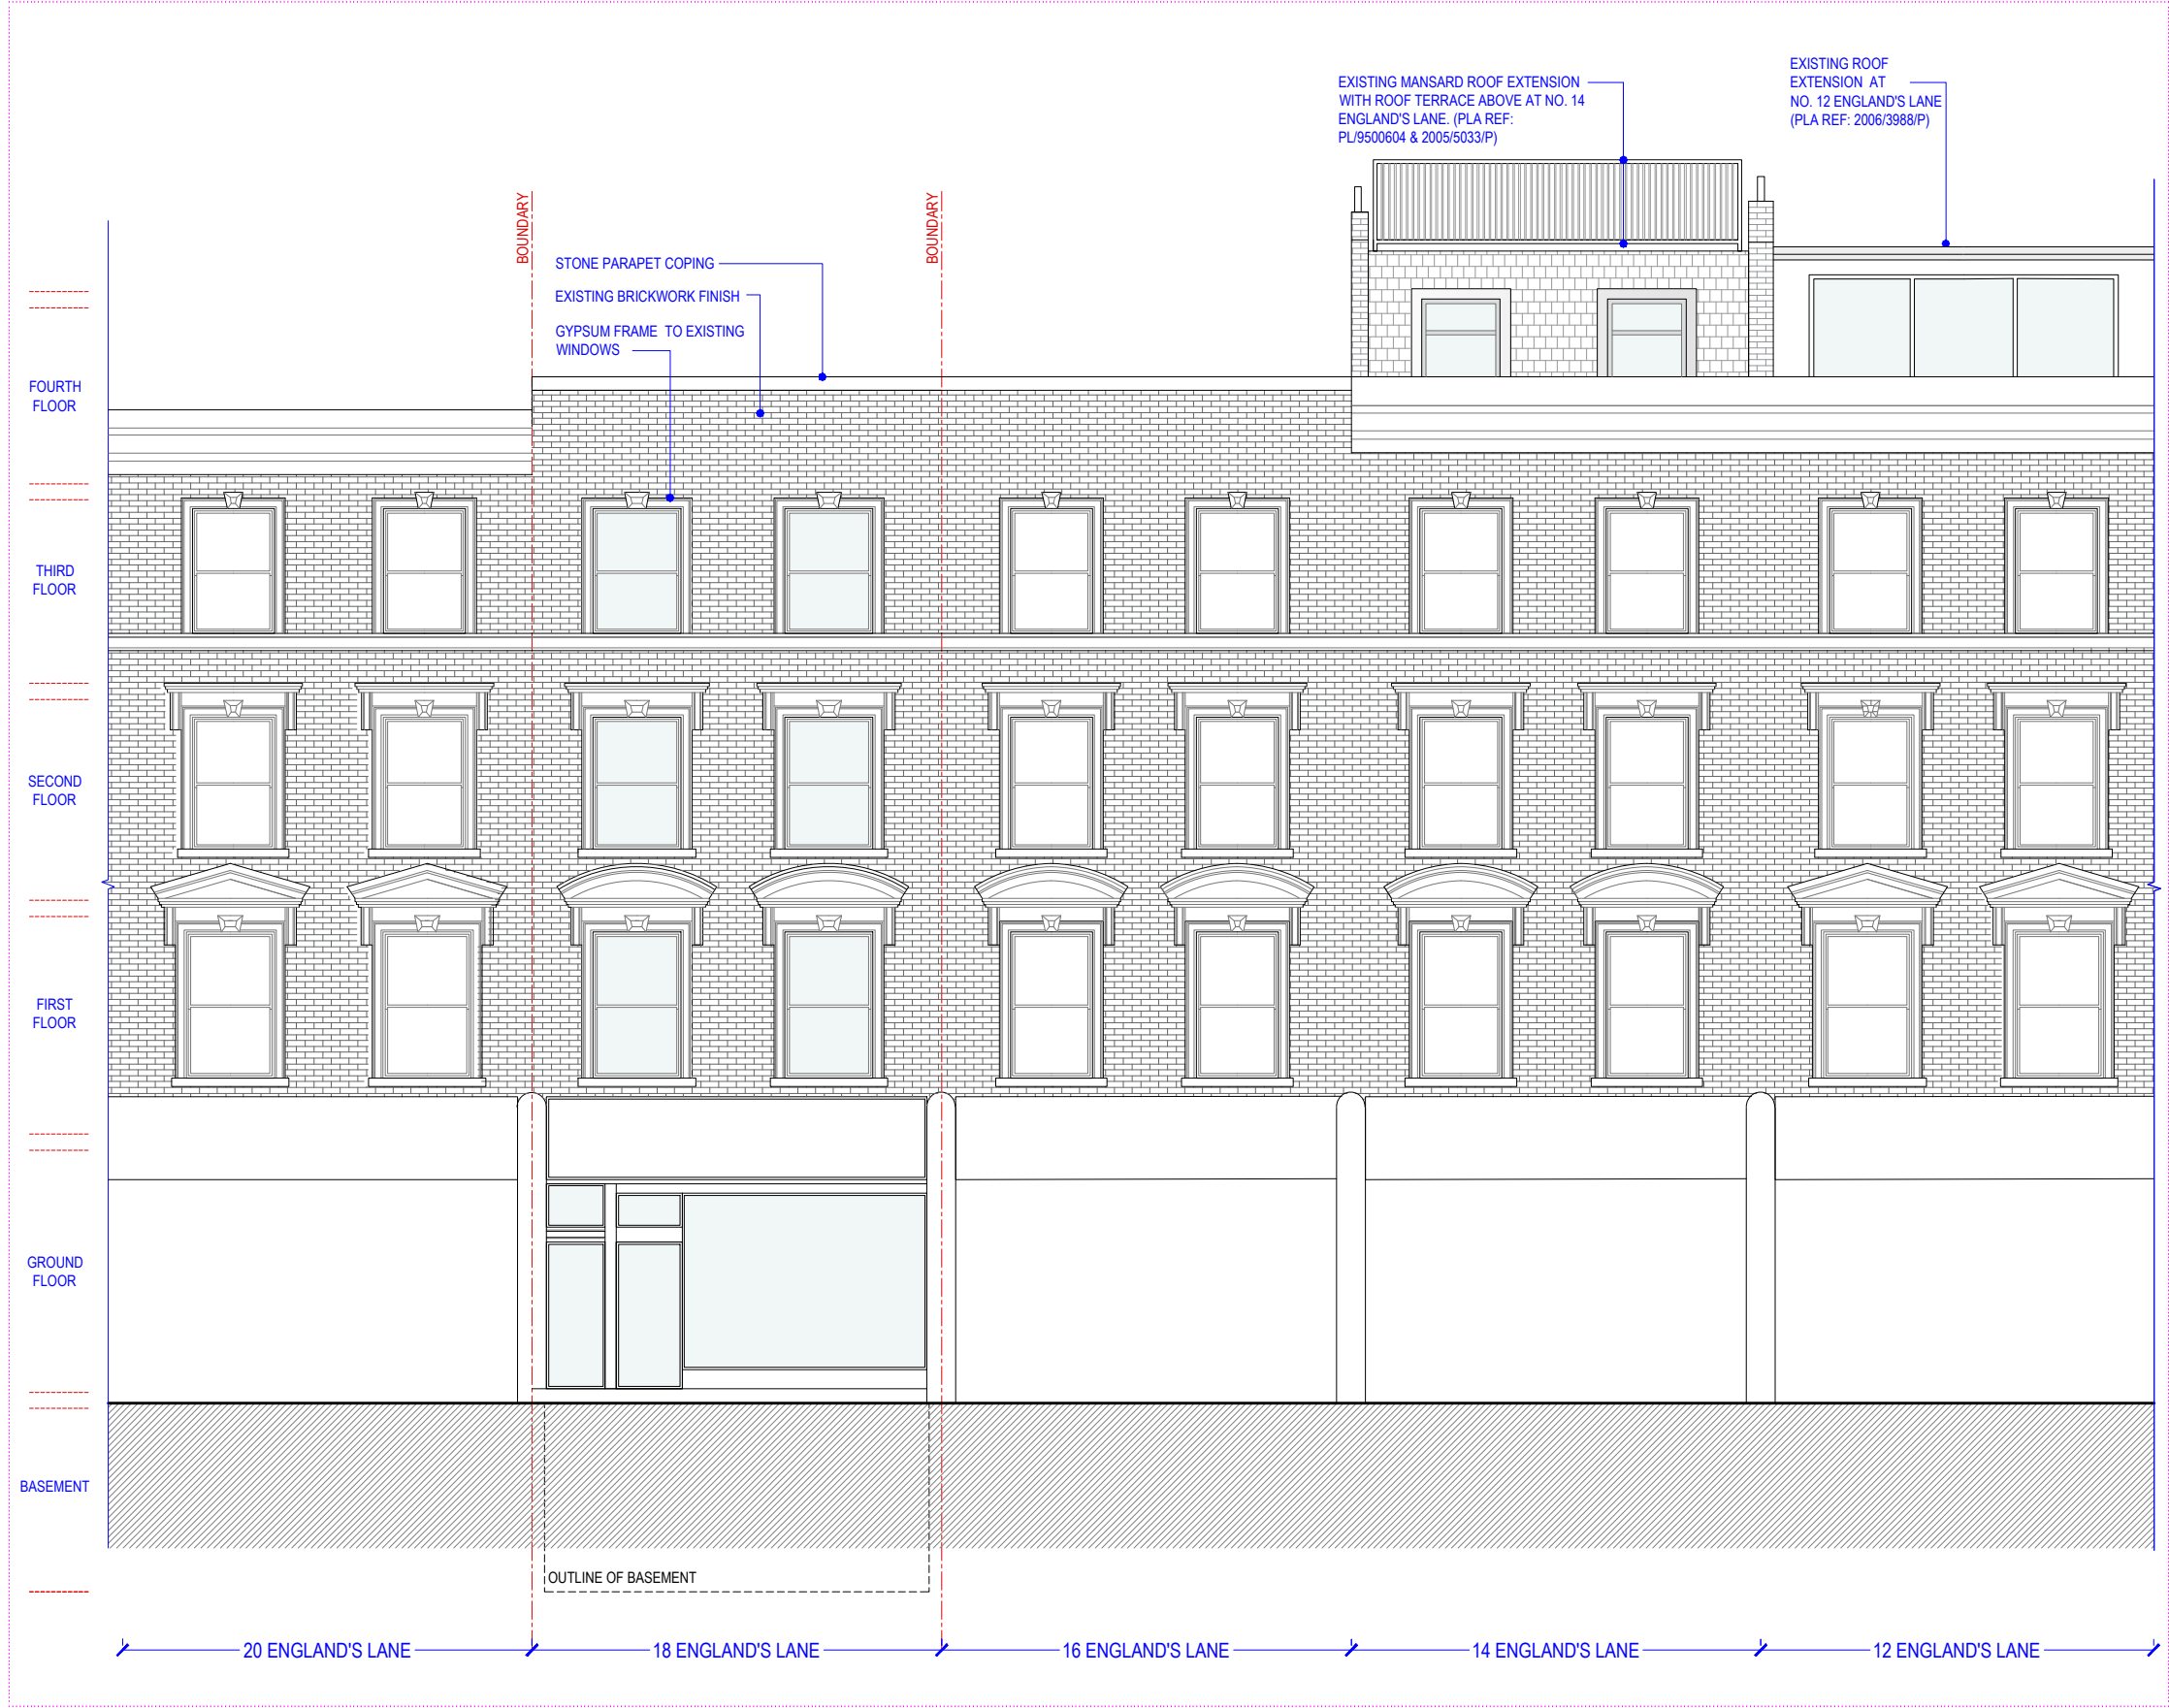 EXISTING ROOF
EXTENSION AT
NO. 12 ENGLAND'S LANE
(PLA REF: 2006/3988/P)
EXISTING MANSARD ROOF EXTENSION
WITH ROOF TERRACE ABOVE AT NO. 14
ENGLAND'S LANE. (PLA REF:
PL/9500604 & 2005/5033/P)
BOUNDARY
BOUNDARY
STONE PARAPET COPING
EXISTING BRICKWORK FINISH
GYPSUM FRAME TO EXISTING
WINDOWS
FOURTH
FLOOR
THIRD
FLOOR
SECOND
FLOOR
FIRST
FLOOR
GROUND
FLOOR
BASEMENT
OUTLINE OF BASEMENT
20 ENGLAND'S LANE
18 ENGLAND'S LANE
16 ENGLAND'S LANE
14 ENGLAND'S LANE
12 ENGLAND'S LANE